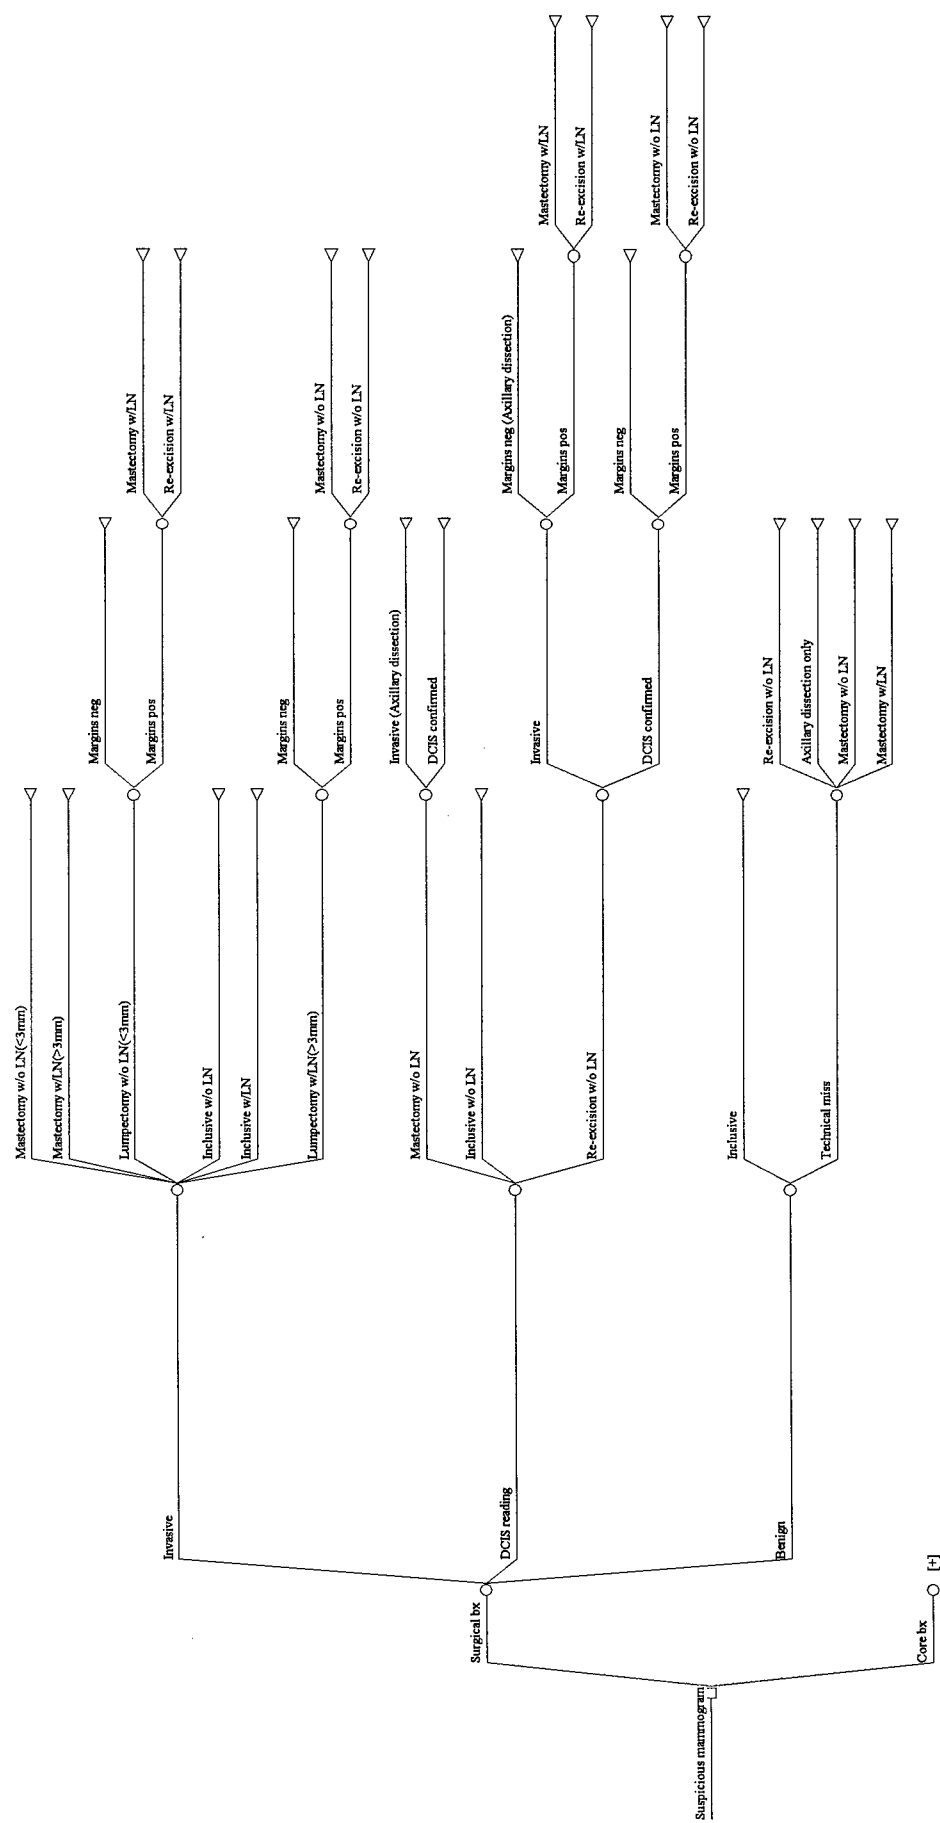 Suspicious mammogram
Surgical bx
Invasive
Mastectomy w/o LN(<3mm)
Mastectomy w/LN(>3mm)
Lumpectomy w/o LN(<3mm)
Margins neg
Margins pos
Mastectomy w/LN
Re-excision w/LN
Inclusive w/o LN
Inclusive w/LN
Lumpectomy w/LN(>3mm)
Margins neg
Margins pos
Mastectomy w/o LN
Re-excision w/o LN
DCIS reading
Mastectomy w/o LN
Invasive (Axillary dissection)
DCIS confirmed
Inclusive w/o LN
Re-excision w/o LN
Invasive
Margins neg (Axillary dissection)
Margins pos
Mastectomy w/LN
Re-excision w/LN
DCIS confirmed
Margins neg
Margins pos
Mastectomy w/o LN
Re-excision w/o LN
Benign
Inclusive
Technical miss
Re-excision w/o LN
Axillary dissection only
Mastectomy w/o LN
Mastectomy w/LN
Core bx
[+]